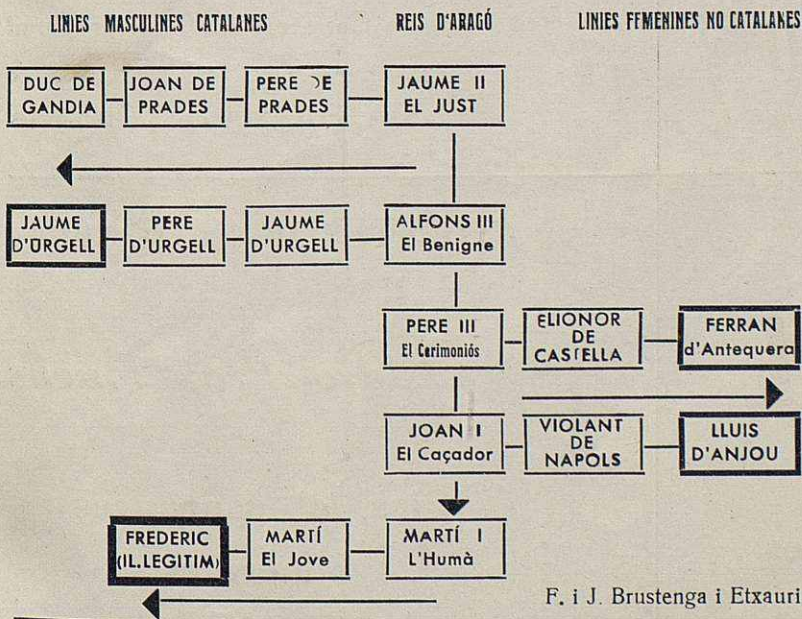 LINIES MASCULINES CATALANES
REIS D'ARAGÓ
LINIES FEMENINES NO CATALANES
DUC DE
GANDIA
JOAN DE
PRADES
PERE DE
PRADES
JAUME II
EL JUST
JAUME
D'URGELL
PERE
D'URGELL
JAUME
D'URGELL
ALFONS III
El Benigne
PERE III
El Cerimoniós
ELIONOR
DE
CASTELLA
FERRAN
d'Antequera
JOAN I
El Caçador
VIOLANT
DE
NAPOLS
LLUIS
D'ANJOU
FREDERIC
(IL.LEGITIM)
MARTÍ
El Jove
MARTÍ I
L'Humà
F. i J. Brustenga i Etxauri